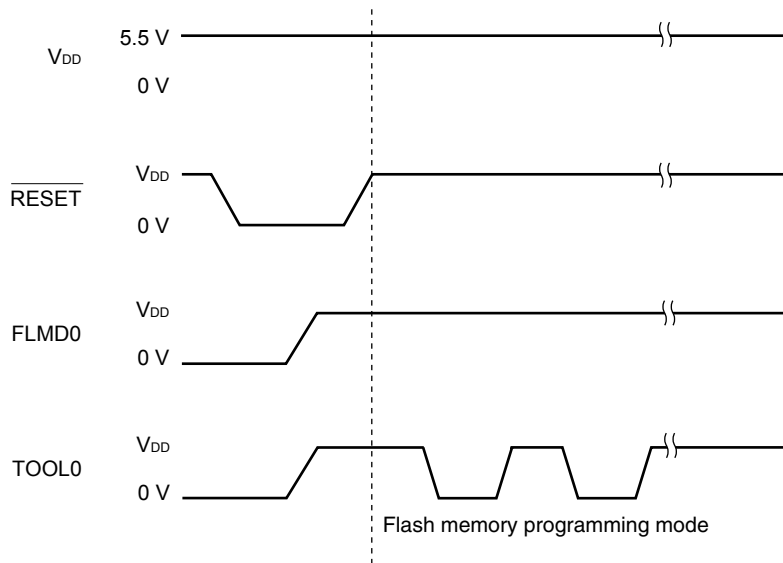 5.5 V
VDD
0 V
VDD
RESET
0 V
VDD
FLMD0
0 V
VDD
TOOL0
0 V
Flash memory programming mode